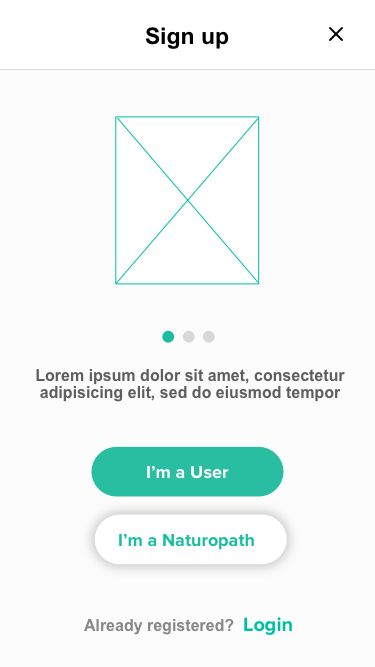 Sign up
Lorem ipsum dolor sit amet, consectetur
adipisicing elit, sed do eiusmod tempor
I'm a User
I'm a Naturopath
Already registered? Login